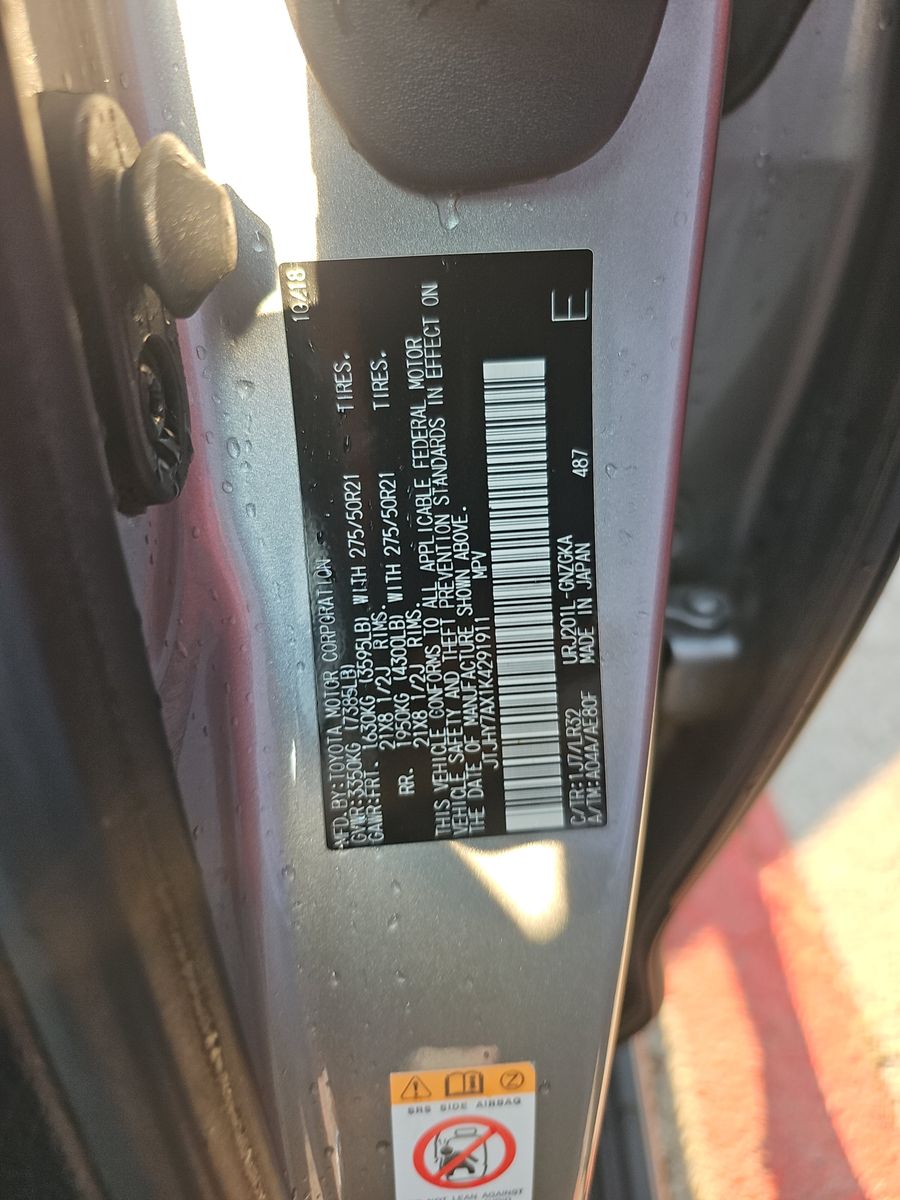 MFD.BY:TOYOTA MOTOR CORPORATION 10/18
GVWR:3350KG (7385LB)
GAWR:FRT. 1630KG (3595LB) WITH 275/50R21 TIRES.
21X8 1/2J RIMS.
RR. 1950KG (4300LB) WITH 275/50R21 TIRES.
21X8 1/2J RIMS.
THIS VEHICLE CONFORMS TO ALL APPLICABLE FEDERAL MOTOR
VEHICLE SAFETY AND THEFT PREVENTION STANDARDS IN EFFECT ON
THE DATE OF MANUFACTURE SHOWN ABOVE.
JTJHY7AX1K4291911 MPV
C/TR:1J7/LR32 URJ201L-GNZGKA 487
A/TM:A04A/AE80F MADE IN JAPAN
E
SRS SIDE AIRBAG
NOT LEAN AGAINST